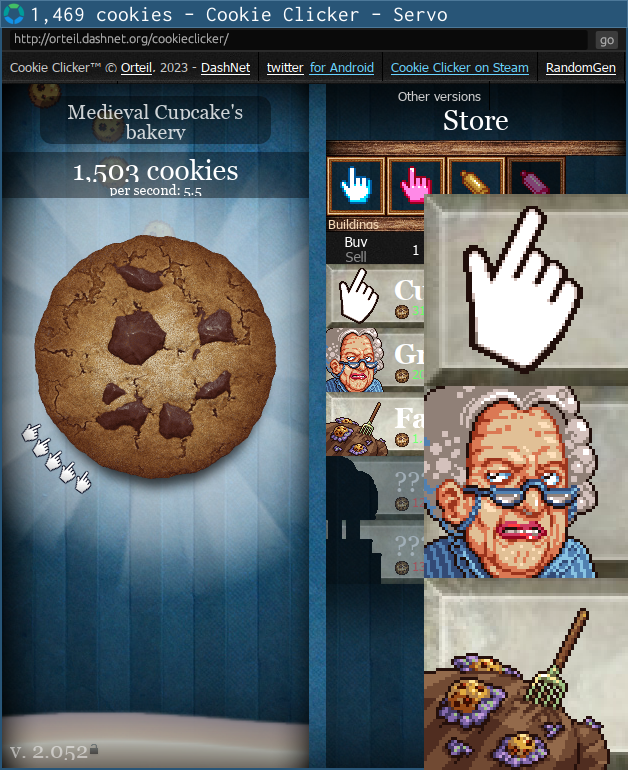 1,469 cookies – Cookie Clicker – Servo
http://orteil.dashnet.org/cookieclicker/
go
Cookie Clicker™ © Orteil, 2023 - DashNet
twitter
for Android
Cookie Clicker on Steam
RandomGen
Medieval Cupcake's
bakery
1,503 cookies
per second: 5.5
Other versions
Store
Buildings
Buy
Sell
1
Cu
Gr
Fa
??
??
v. 2.052